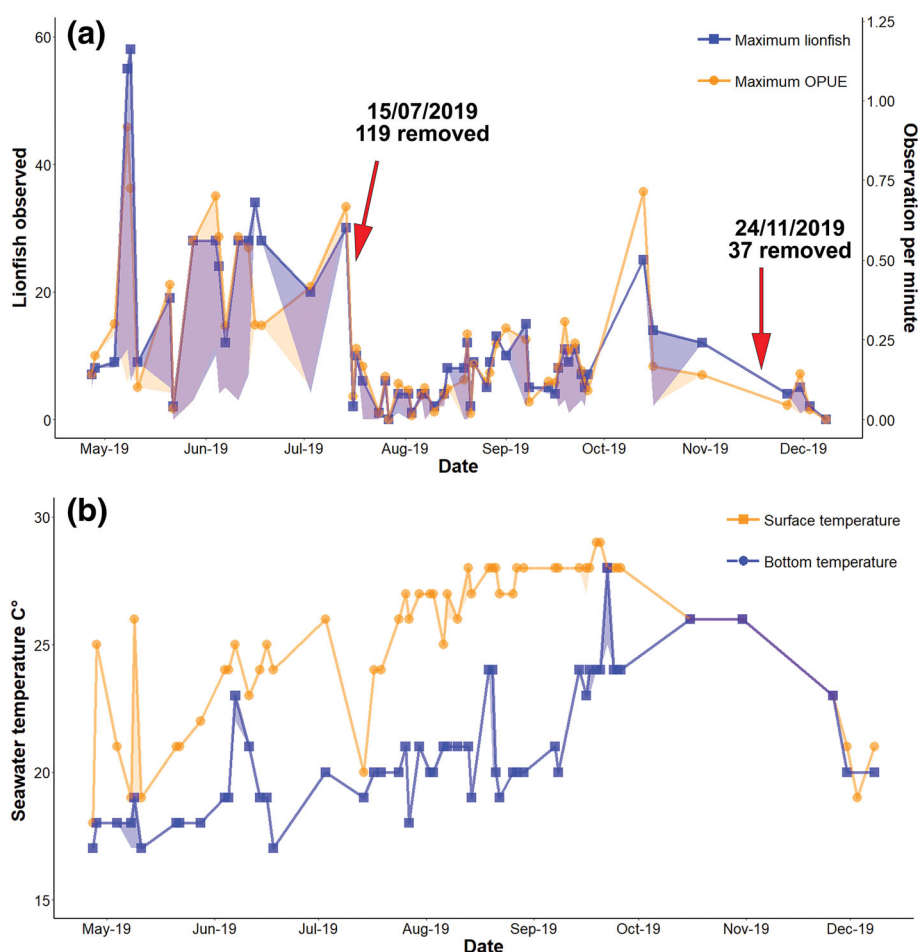 (a)
Maximum lionfish
Maximum OPUE
15/07/2019
119 removed
24/11/2019
37 removed
Lionfish observed
60
40
20
0
Observation per minute
1.25
1.00
0.75
0.50
0.25
0.00
May-19 Jun-19 Jul-19 Aug-19 Sep-19 Oct-19 Nov-19 Dec-19
Date
(b)
Surface temperature
Bottom temperature
Seawater temperature C°
30
25
20
15
May-19 Jun-19 Jul-19 Aug-19 Sep-19 Oct-19 Nov-19 Dec-19
Date